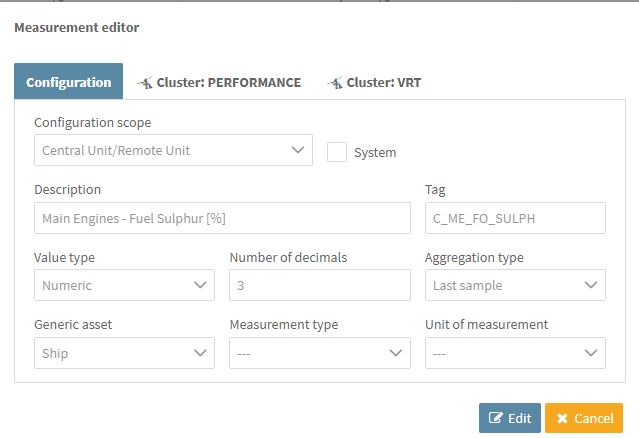 Measurement editor
Configuration Cluster: PERFORMANCE Cluster: VRT
Configuration scope
Central Unit/Remote Unit System
Description Tag
Main Engines - Fuel Sulphur [%] C_ME_FO_SULPH
Value type Number of decimals Aggregation type
Numeric 3 Last sample
Generic asset Measurement type Unit of measurement
Ship --- ---
Edit Cancel